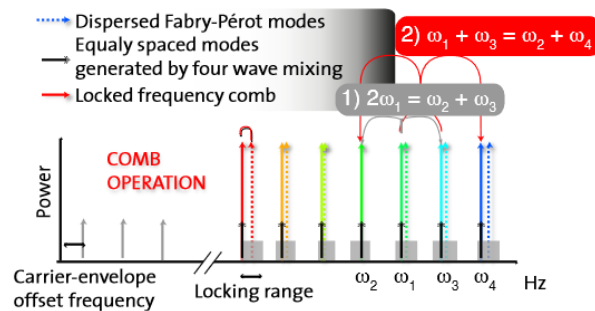 Dispersed Fabry-Pérot modes
Equaly spaced modes
generated by four wave mixing
Locked frequency comb
2) ω₁ + ω₃ = ω₂ + ω₄
1) 2ω₁ = ω₂ + ω₃
COMB
OPERATION
Power
Carrier-envelope
offset frequency
Locking range
ω₂ ω₁ ω₃ ω₄ Hz